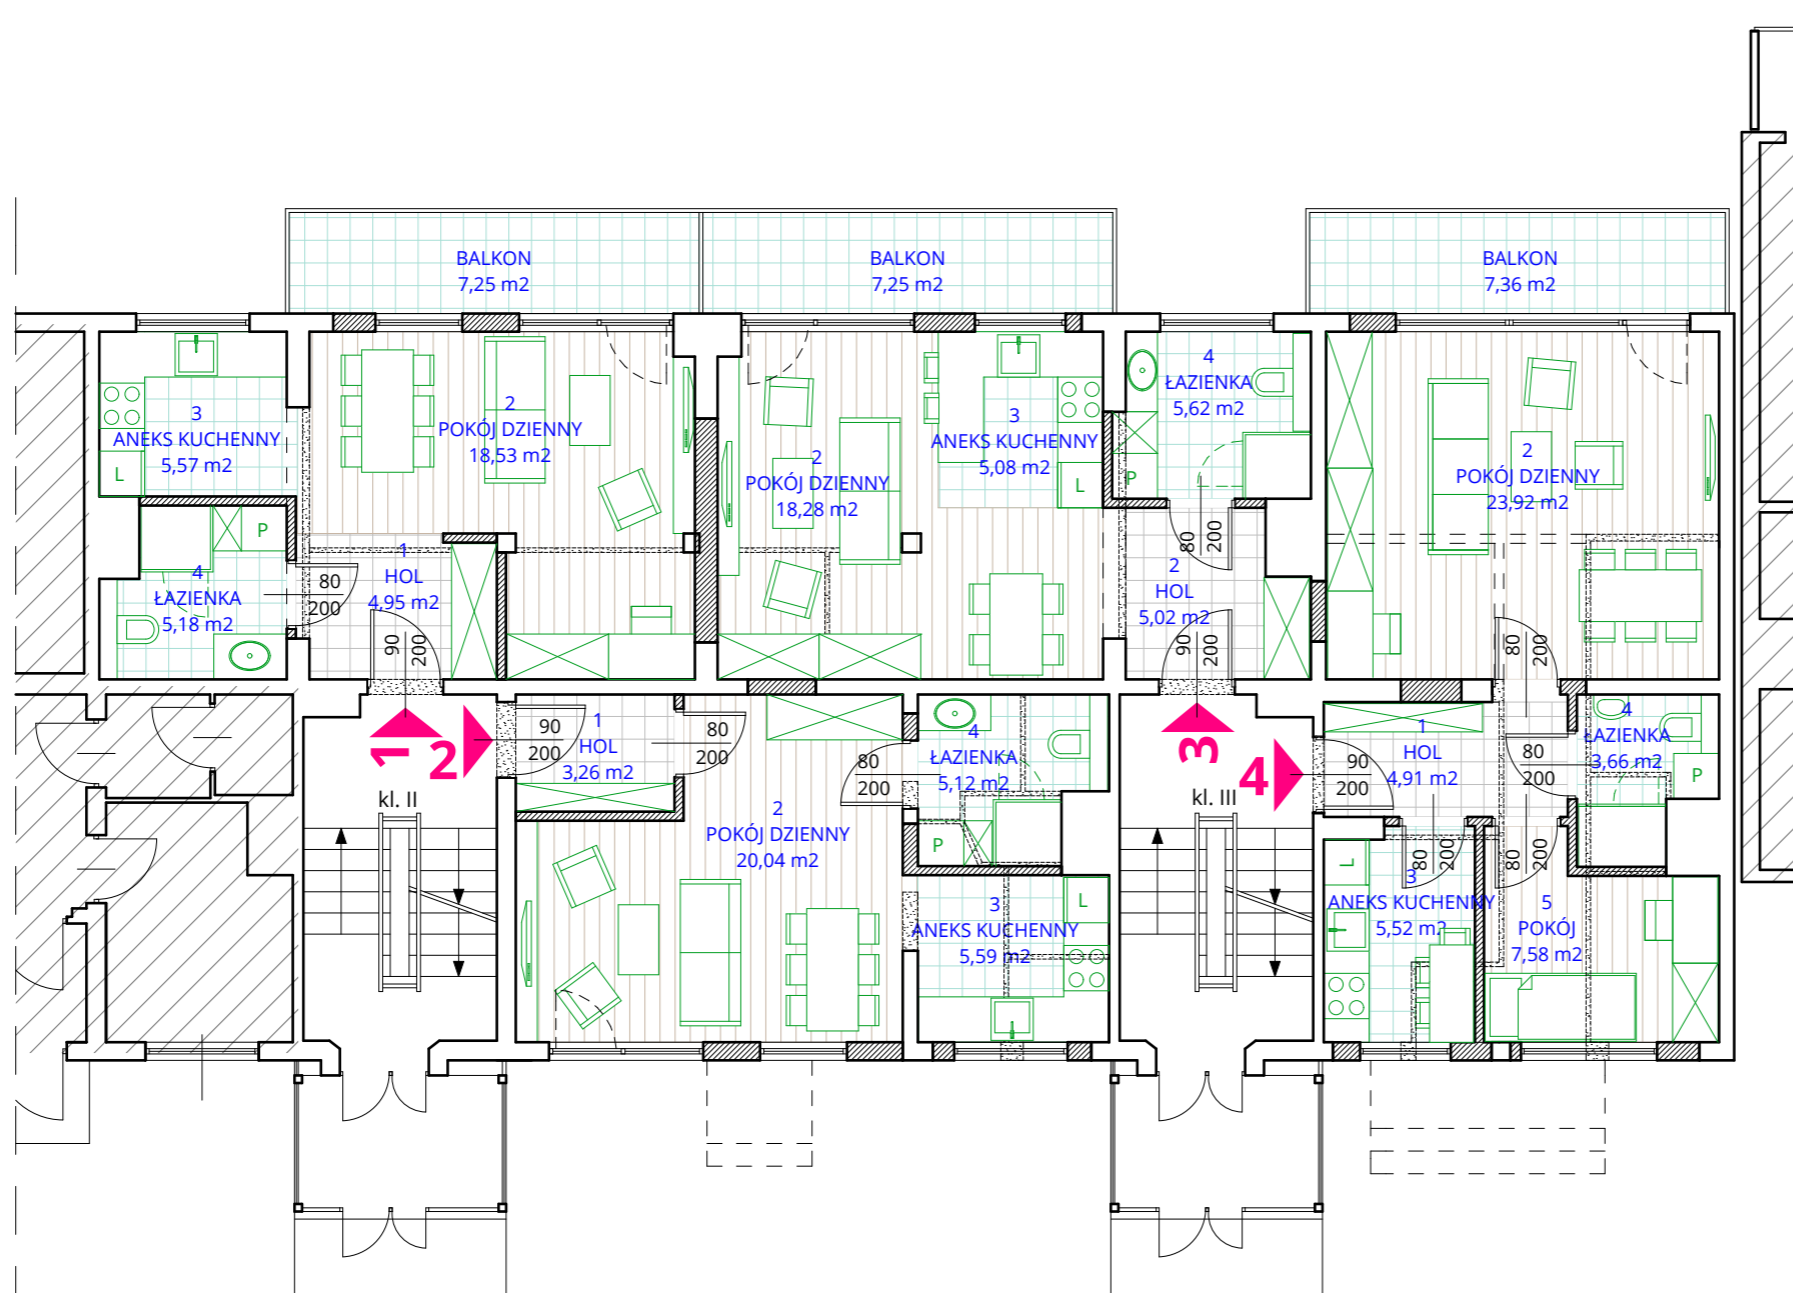 BALKON
7,25 m2
BALKON
7,25 m2
BALKON
7,36 m2
3
ANEKS KUCHENNY
5,57 m2
L
2
POKÓJ DZIENNY
18,53 m2
P
4
ŁAZIENKA
5,18 m2
1
HOL
4,95 m2
80
200
90
200
2
POKÓJ DZIENNY
18,28 m2
3
ANEKS KUCHENNY
5,08 m2
L
4
ŁAZIENKA
5,62 m2
P
80
200
2
HOL
5,02 m2
90
200
2
POKÓJ DZIENNY
23,92 m2
80
200
1
2
kl. II
90
200
1
HOL
3,26 m2
80
200
2
POKÓJ DZIENNY
20,04 m2
80
200
4
ŁAZIENKA
5,12 m2
P
3
ANEKS KUCHENNY
5,59 m2
L
3
4
kl. III
90
200
1
HOL
4,91 m2
80
200
4
ŁAZIENKA
3,66 m2
P
L
80
200
3
ANEKS KUCHENNY
5,52 m2
80
200
5
POKÓJ
7,58 m2